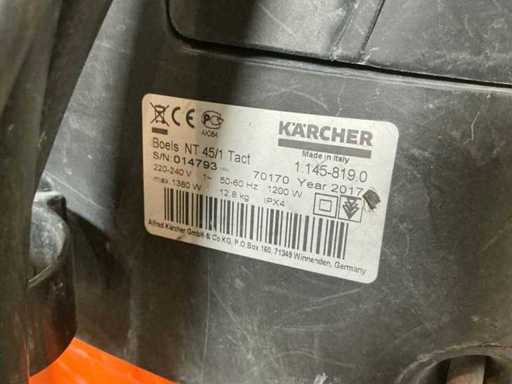 CE
AЮ64
KÄRCHER
Made in Italy
Boels NT 45/1 Tact
1.145-819.0
S/N:014793
70170 Year 2017
220-240 V 1~ 50-60 Hz 1200 W
max. 1380 W 12,8 kg IPX4
Alfred Kärcher GmbH & Co KG, P.O.Box 160, 71349 Winnenden, Germany